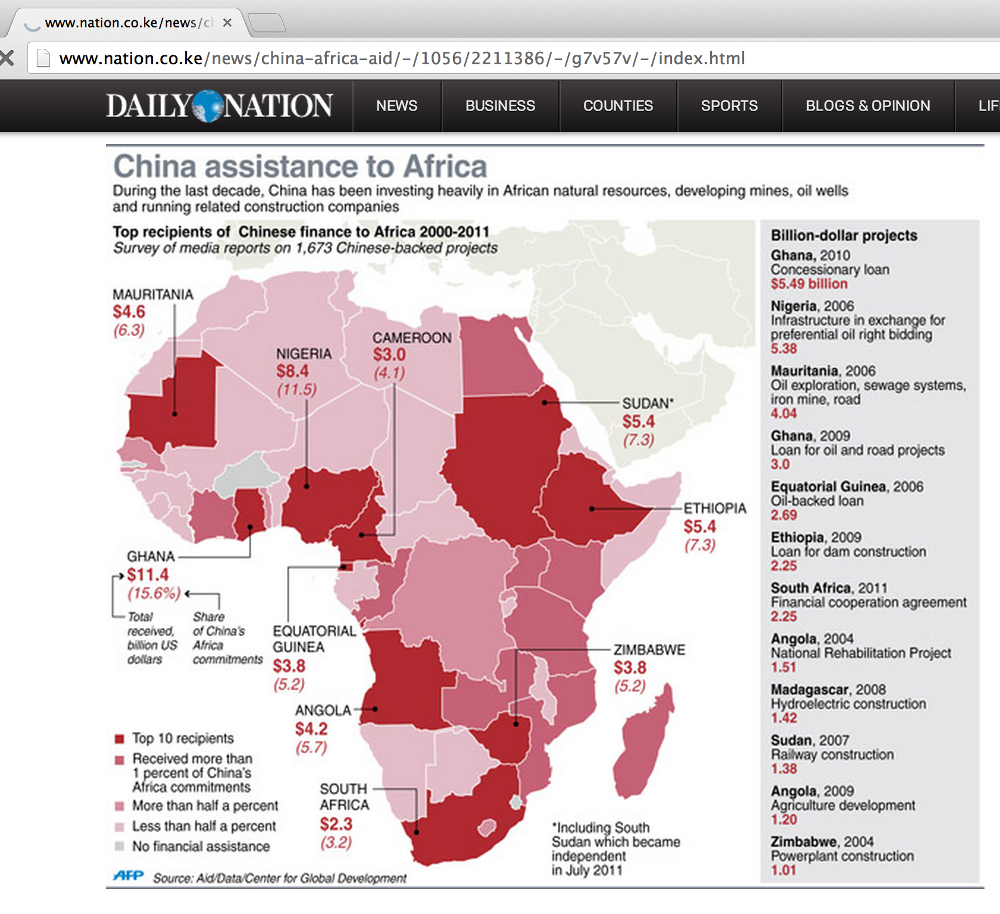 www.nation.co.ke/news/ch
www.nation.co.ke/news/china-africa-aid/-/1056/2211386/-/g7v57v/-/index.html
DAILY NATION
NEWS
BUSINESS
COUNTIES
SPORTS
BLOGS & OPINION
LIF
China assistance to Africa
During the last decade, China has been investing heavily in African natural resources, developing mines, oil wells
and running related construction companies
Top recipients of Chinese finance to Africa 2000-2011
Survey of media reports on 1,673 Chinese-backed projects
MAURITANIA
$4.6
(6.3)
NIGERIA
$8.4
(11.5)
CAMEROON
$3.0
(4.1)
SUDAN*
$5.4
(7.3)
ETHIOPIA
$5.4
(7.3)
GHANA
$11.4
(15.6%)
Total
received,
billion US
dollars
Share
of China's
Africa
commitments
EQUATORIAL
GUINEA
$3.8
(5.2)
ZIMBABWE
$3.8
(5.2)
ANGOLA
$4.2
(5.7)
SOUTH
AFRICA
$2.3
(3.2)
Top 10 recipients
Received more than
1 percent of China's
Africa commitments
More than half a percent
Less than half a percent
No financial assistance
*Including South
Sudan which became
independent
in July 2011
AFP
Source: Aid/Data/Center for Global Development
Billion-dollar projects
Ghana, 2010
Concessionary loan
$5.49 billion
Nigeria, 2006
Infrastructure in exchange for
preferential oil right bidding
5.38
Mauritania, 2006
Oil exploration, sewage systems,
iron mine, road
4.04
Ghana, 2009
Loan for oil and road projects
3.0
Equatorial Guinea, 2006
Oil-backed loan
2.69
Ethiopia, 2009
Loan for dam construction
2.25
South Africa, 2011
Financial cooperation agreement
2.25
Angola, 2004
National Rehabilitation Project
1.51
Madagascar, 2008
Hydroelectric construction
1.42
Sudan, 2007
Railway construction
1.38
Angola, 2009
Agriculture development
1.20
Zimbabwe, 2004
Powerplant construction
1.01